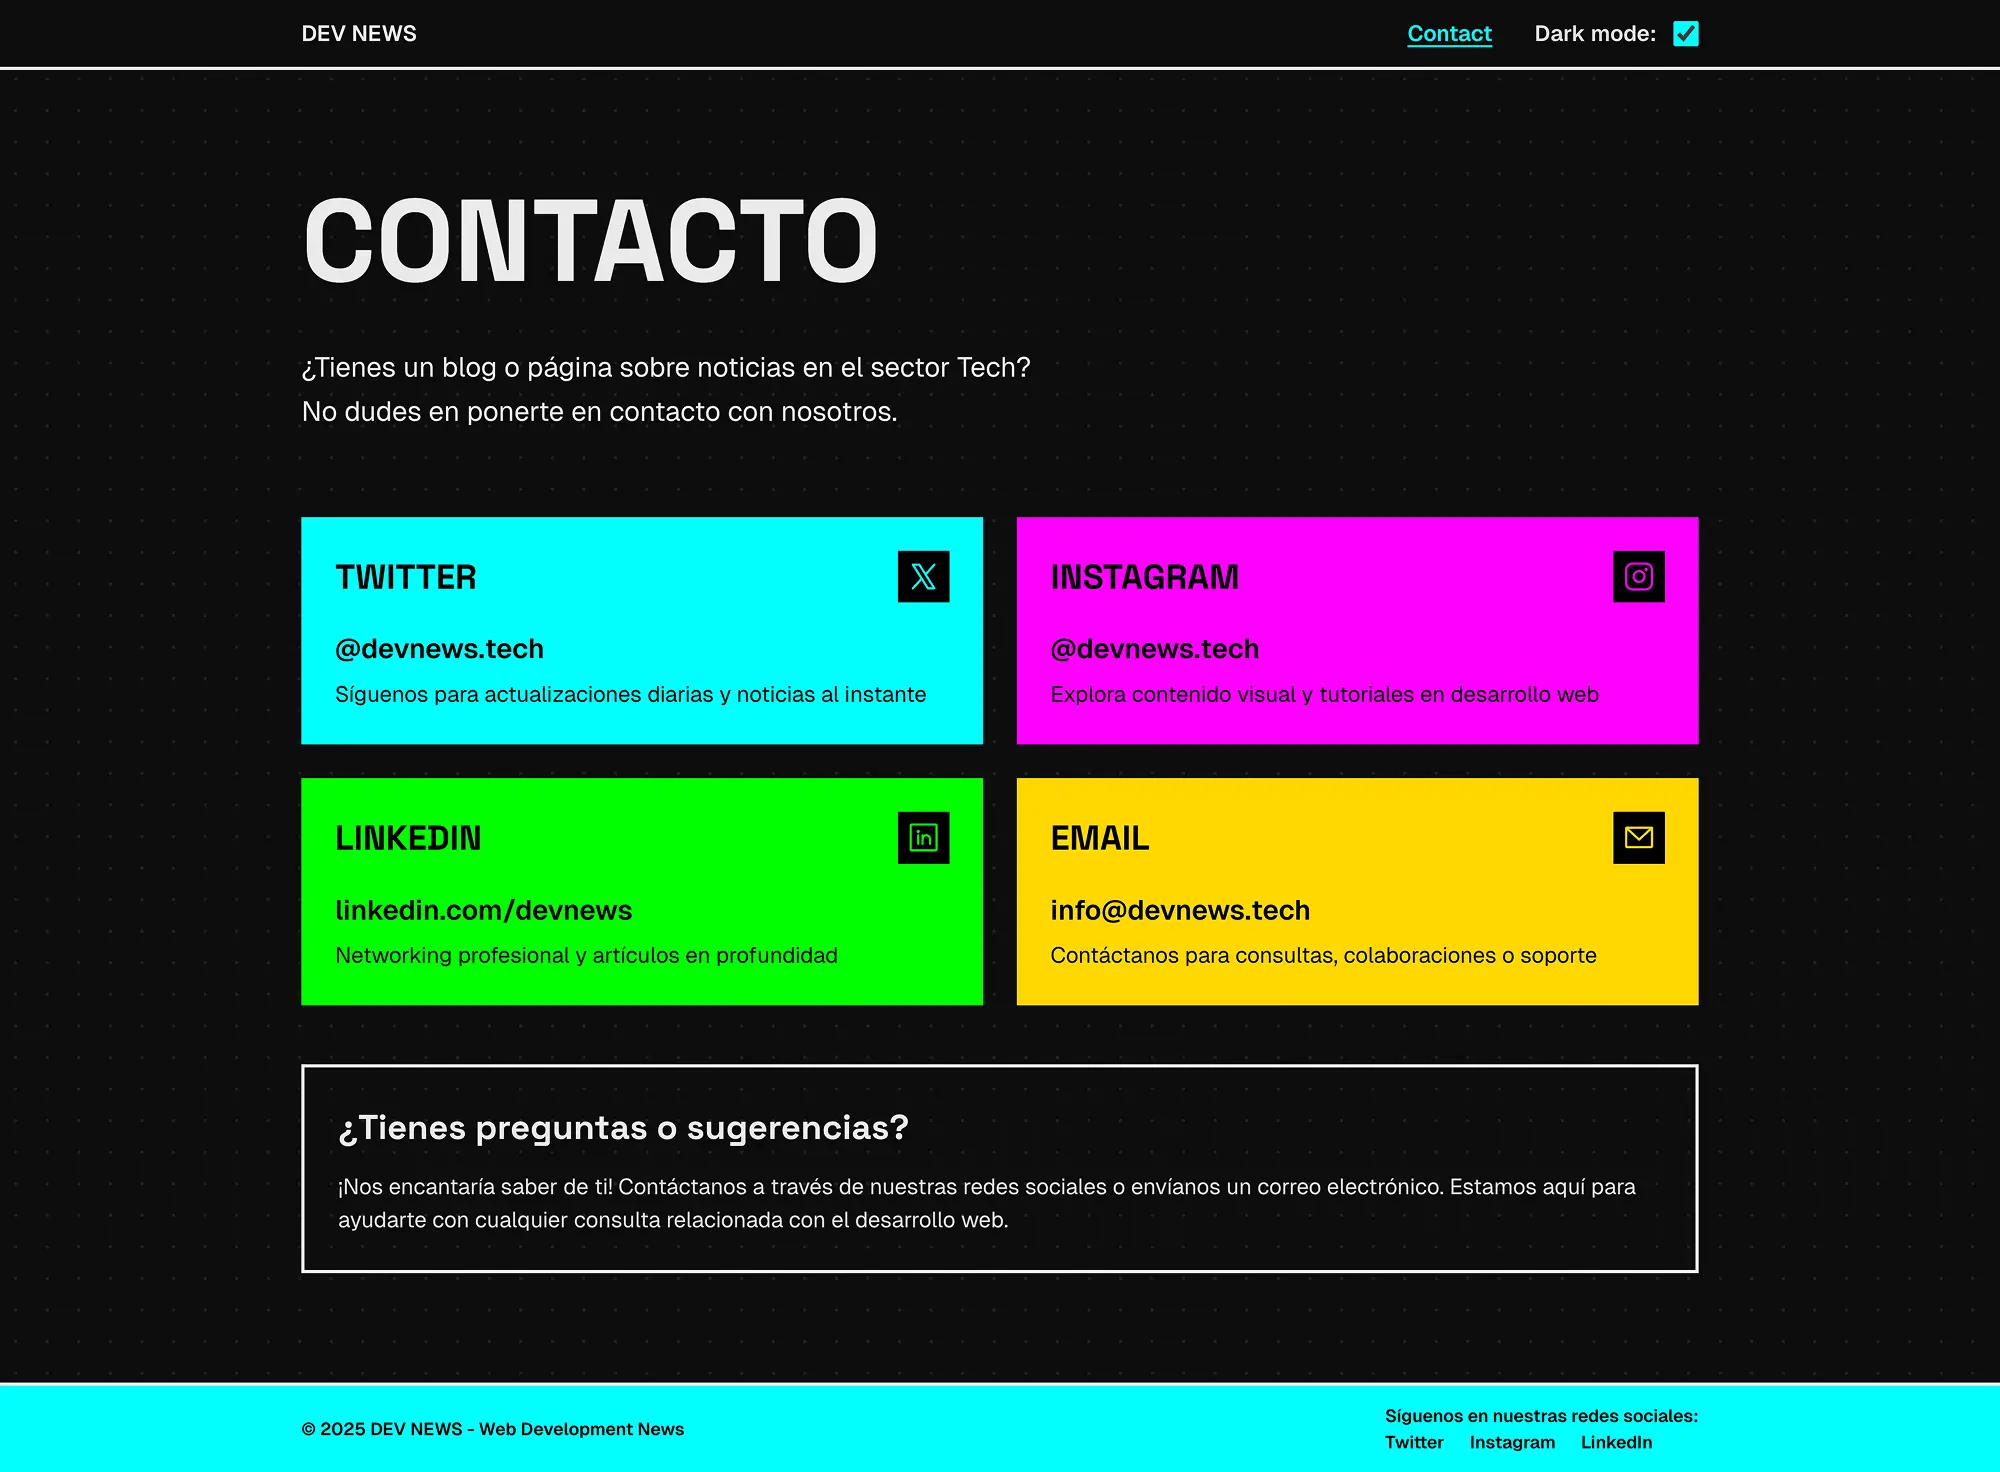 DEV NEWS
Contact
Dark mode:
CONTACTO
¿Tienes un blog o página sobre noticias en el sector Tech?
No dudes en ponerte en contacto con nosotros.
TWITTER
@devnews.tech
Síguenos para actualizaciones diarias y noticias al instante
INSTAGRAM
@devnews.tech
Explora contenido visual y tutoriales en desarrollo web
LINKEDIN
in
linkedin.com/devnews
Networking profesional y artículos en profundidad
EMAIL
info@devnews.tech
Contáctanos para consultas, colaboraciones o soporte
¿Tienes preguntas o sugerencias?
¡Nos encantaría saber de ti! Contáctanos a través de nuestras redes sociales o envíanos un correo electrónico. Estamos aquí para
ayudarte con cualquier consulta relacionada con el desarrollo web.
© 2025 DEV NEWS - Web Development News
Síguenos en nuestras redes sociales:
Twitter Instagram LinkedIn